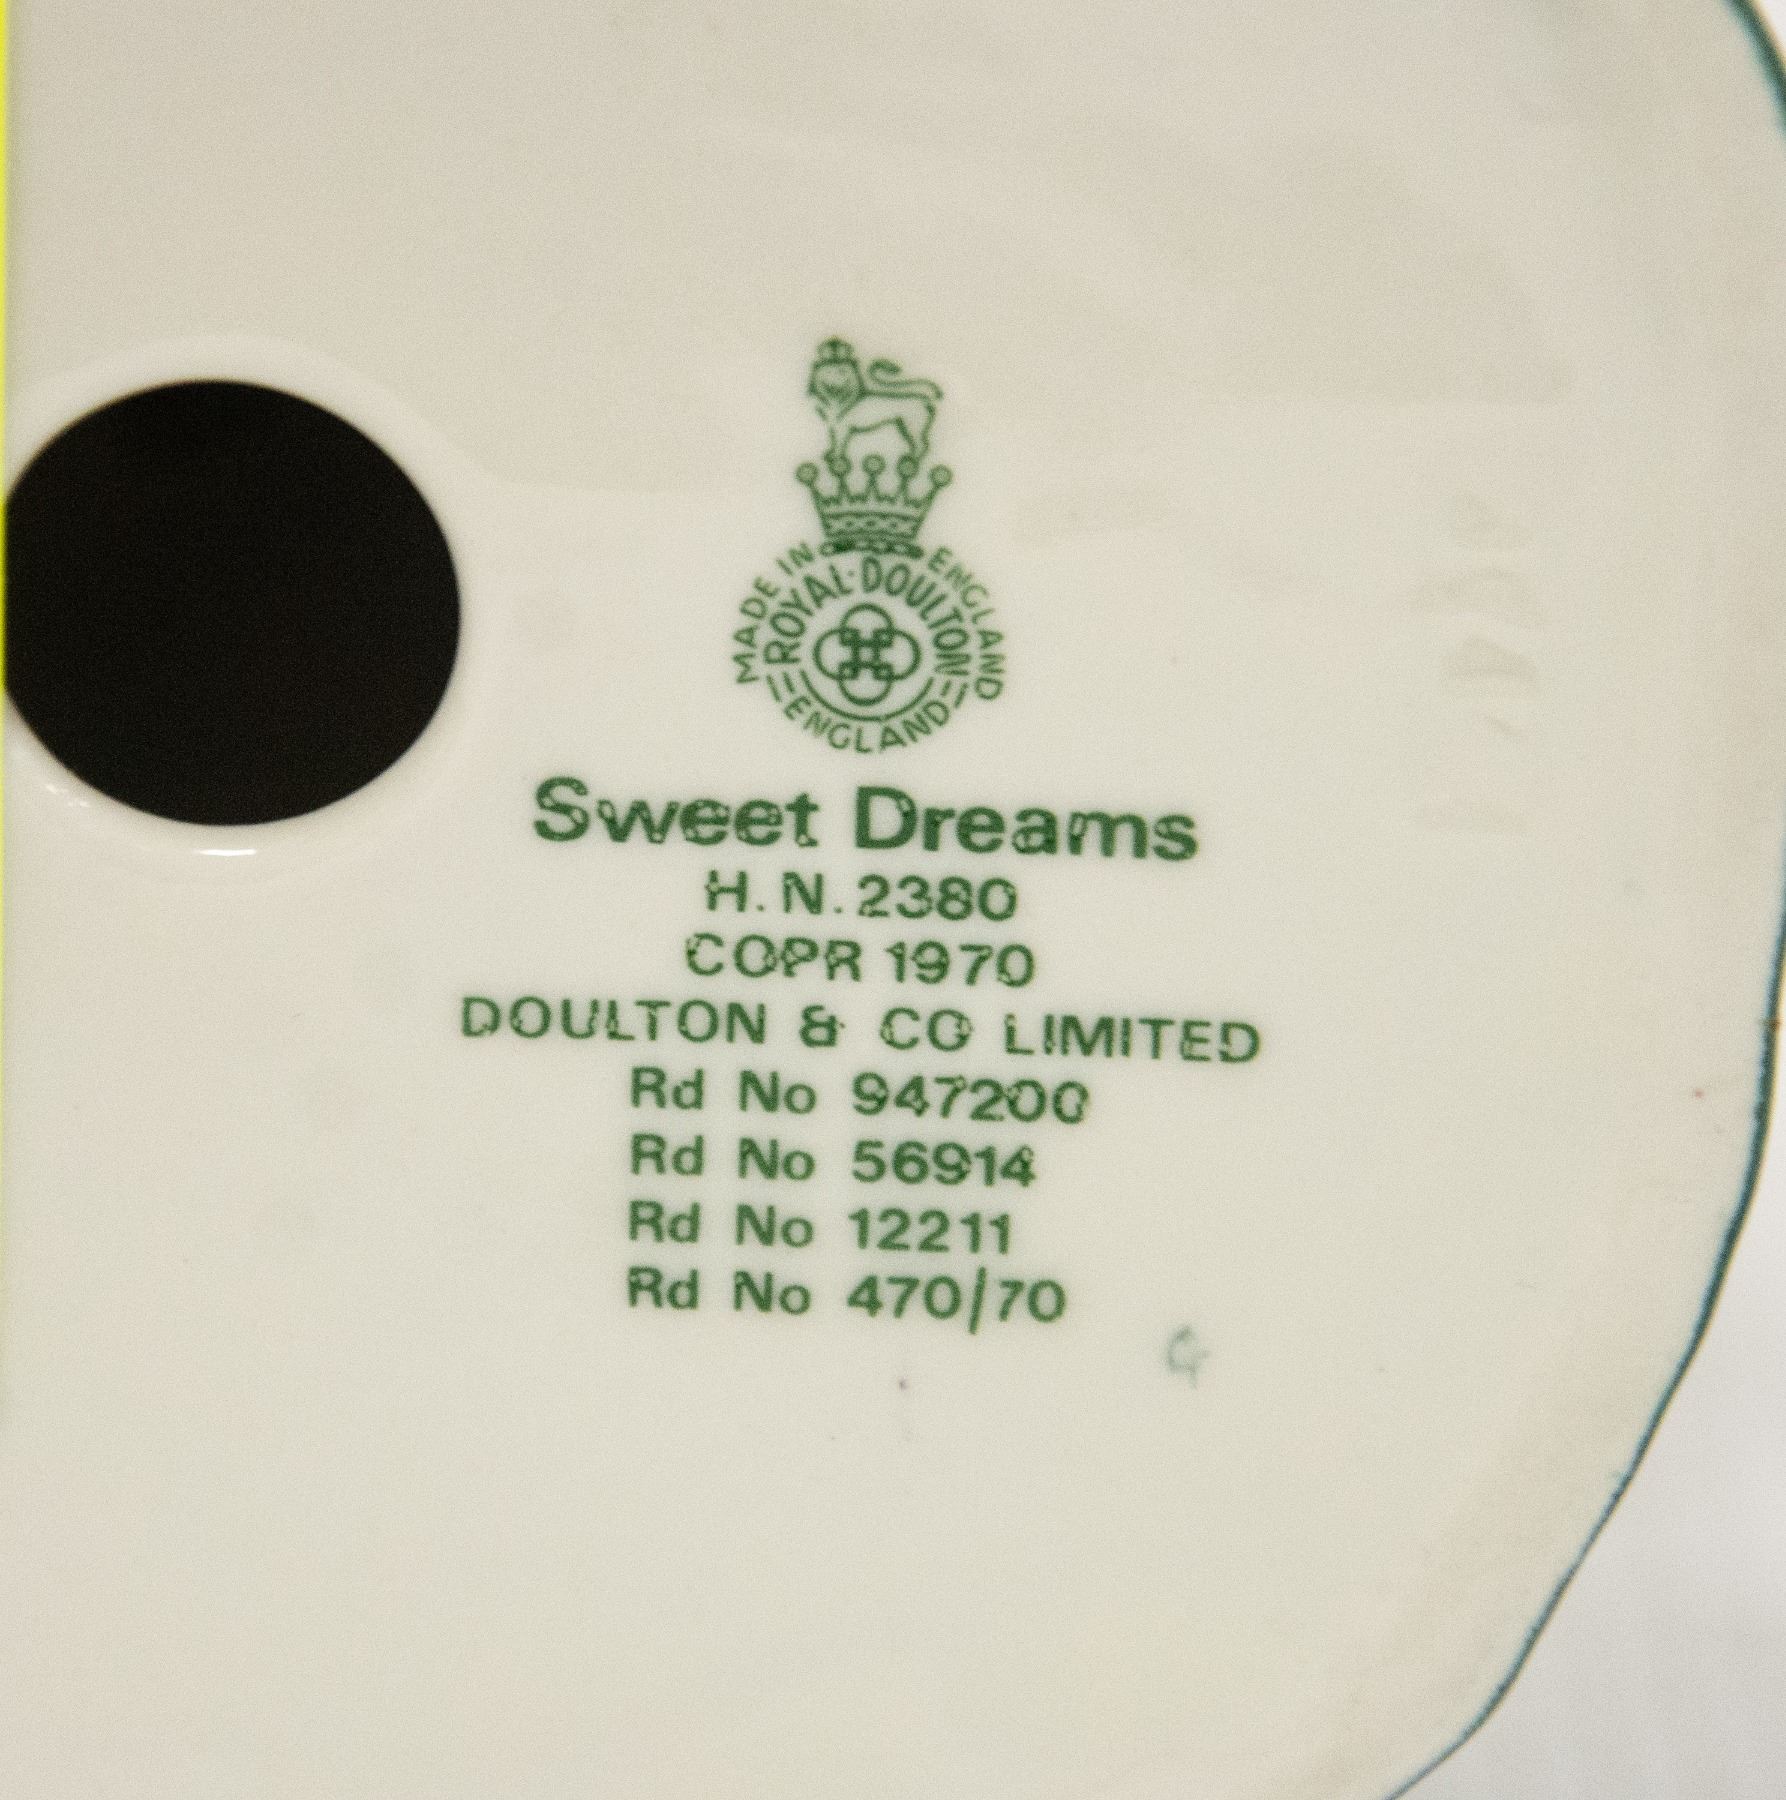 MADE IN ENGLAND
ROYAL·DOULTON
ENGLAND
Sweet Dreams
H.N.2380
COPR 1970
DOULTON & CO LIMITED
Rd No 947200
Rd No 56914
Rd No 12211
Rd No 470/70